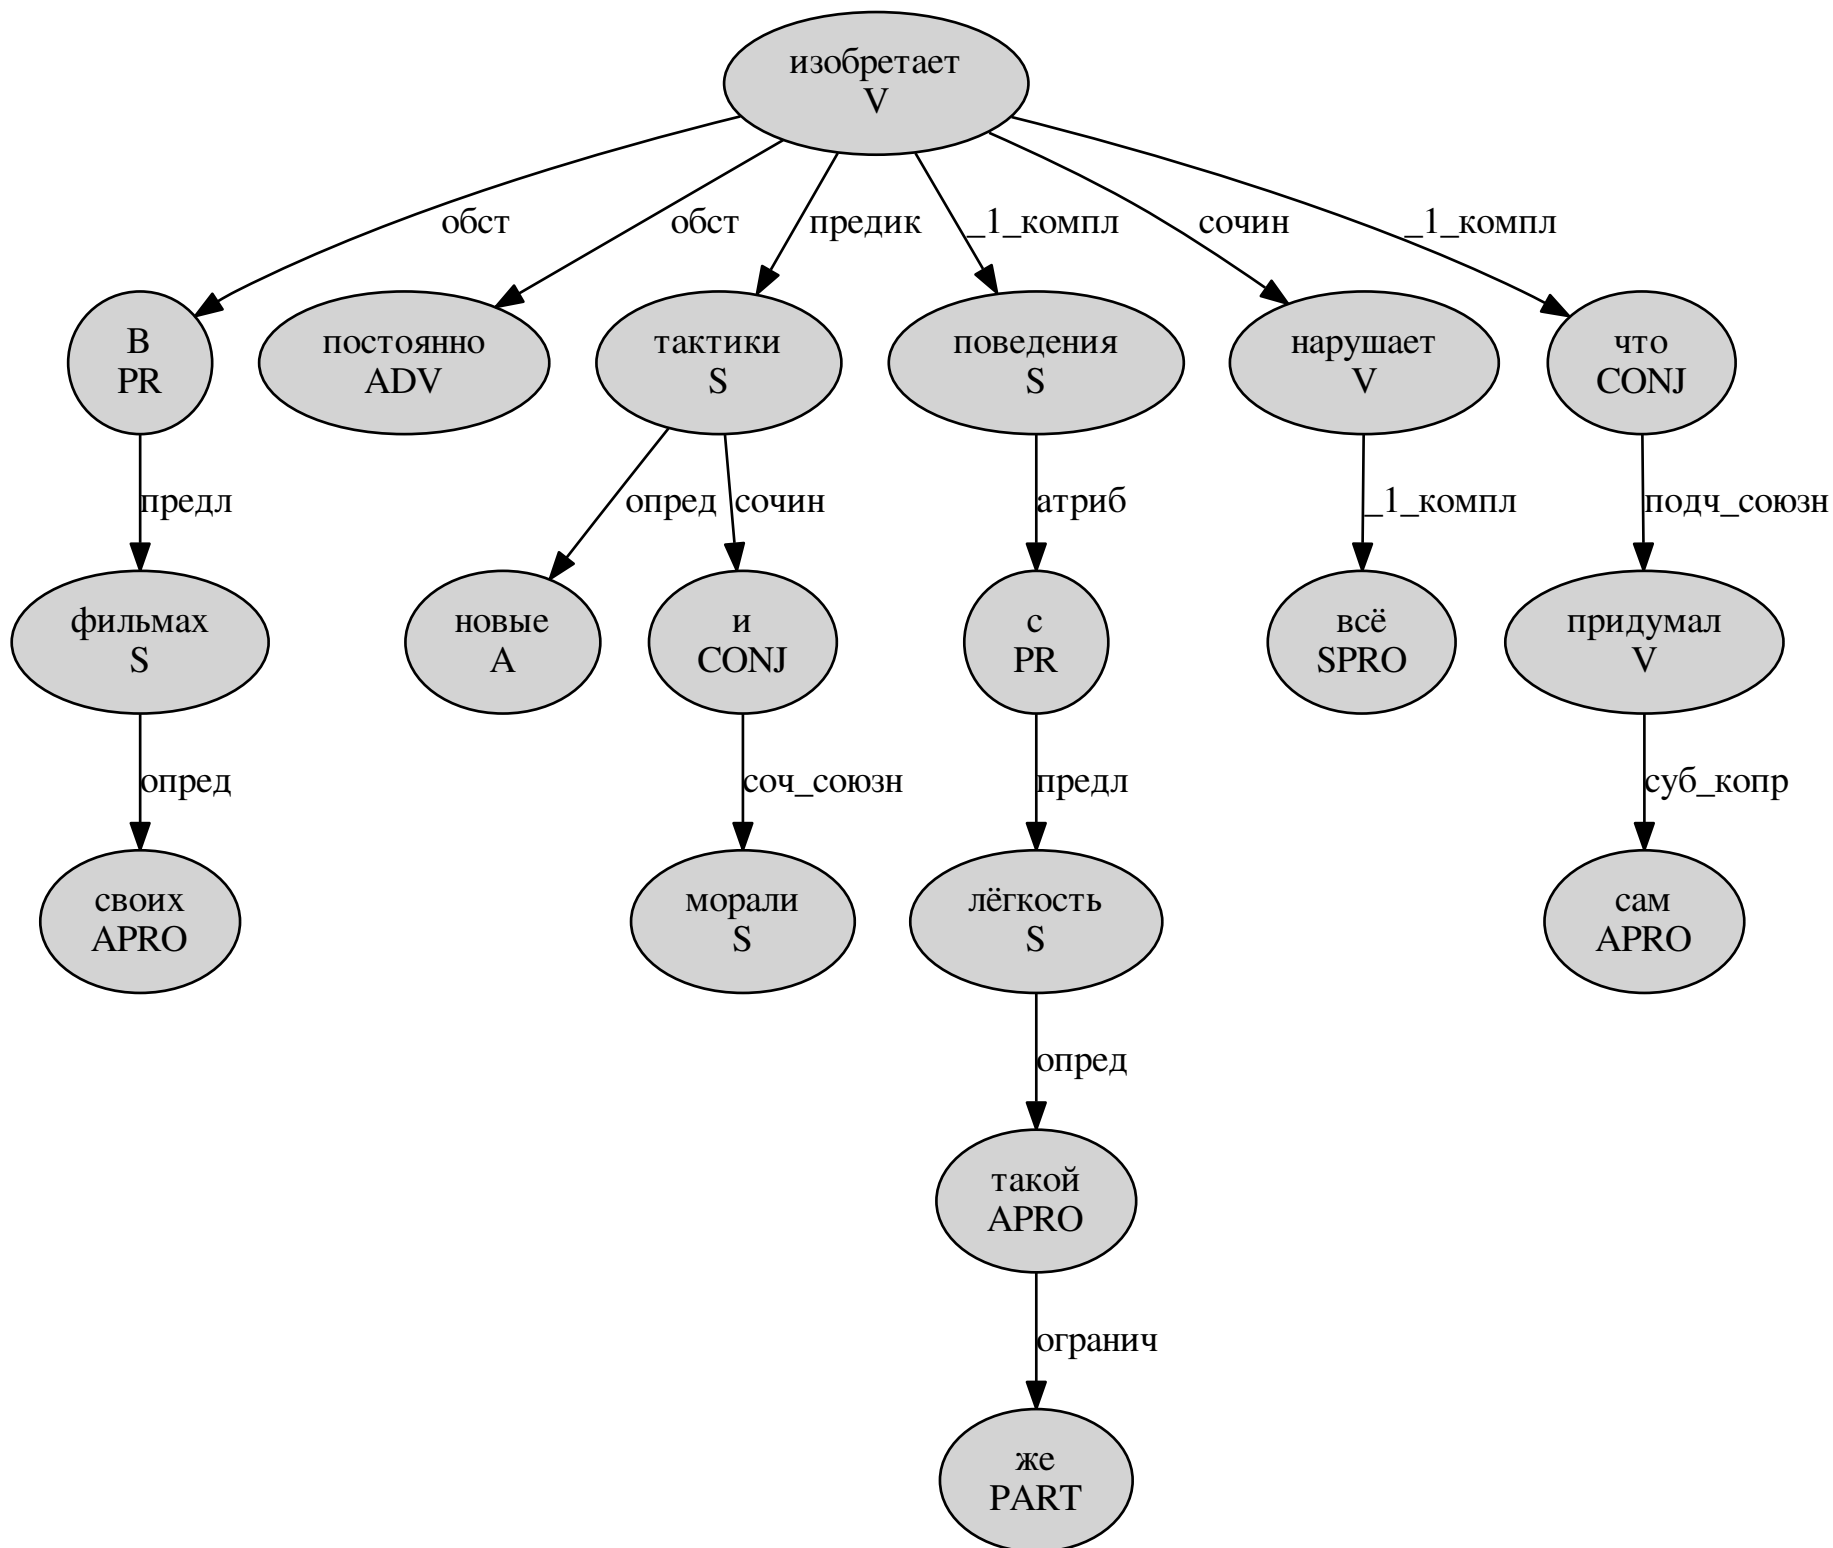 изобретает
V
обст
обст
предик
_1_компл
сочин
_1_компл
В
PR
постоянно
ADV
тактики
S
поведения
S
нарушает
V
что
CONJ
предл
опред
сочин
атриб
_1_компл
подч_союзн
фильмах
S
новые
A
и
CONJ
с
PR
всё
SPRO
придумал
V
опред
соч_союзн
предл
суб_копр
своих
APRO
морали
S
лёгкость
S
сам
APRO
опред
такой
APRO
огранич
же
PART